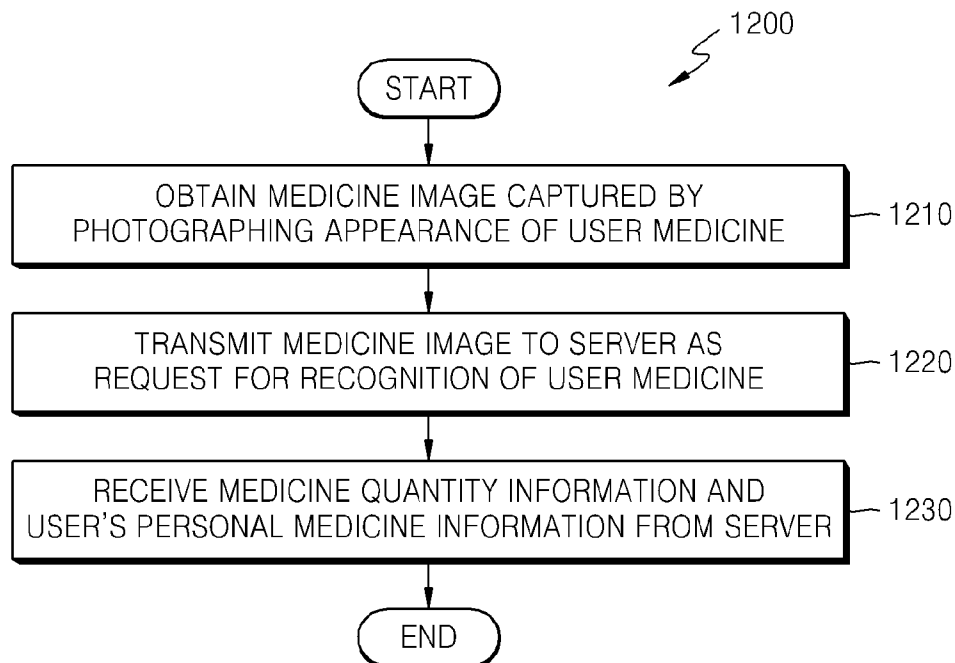 1200
START
OBTAIN MEDICINE IMAGE CAPTURED BY
PHOTOGRAPHING APPEARANCE OF USER MEDICINE
1210
TRANSMIT MEDICINE IMAGE TO SERVER AS
REQUEST FOR RECOGNITION OF USER MEDICINE
1220
RECEIVE MEDICINE QUANTITY INFORMATION AND
USER'S PERSONAL MEDICINE INFORMATION FROM SERVER
1230
END